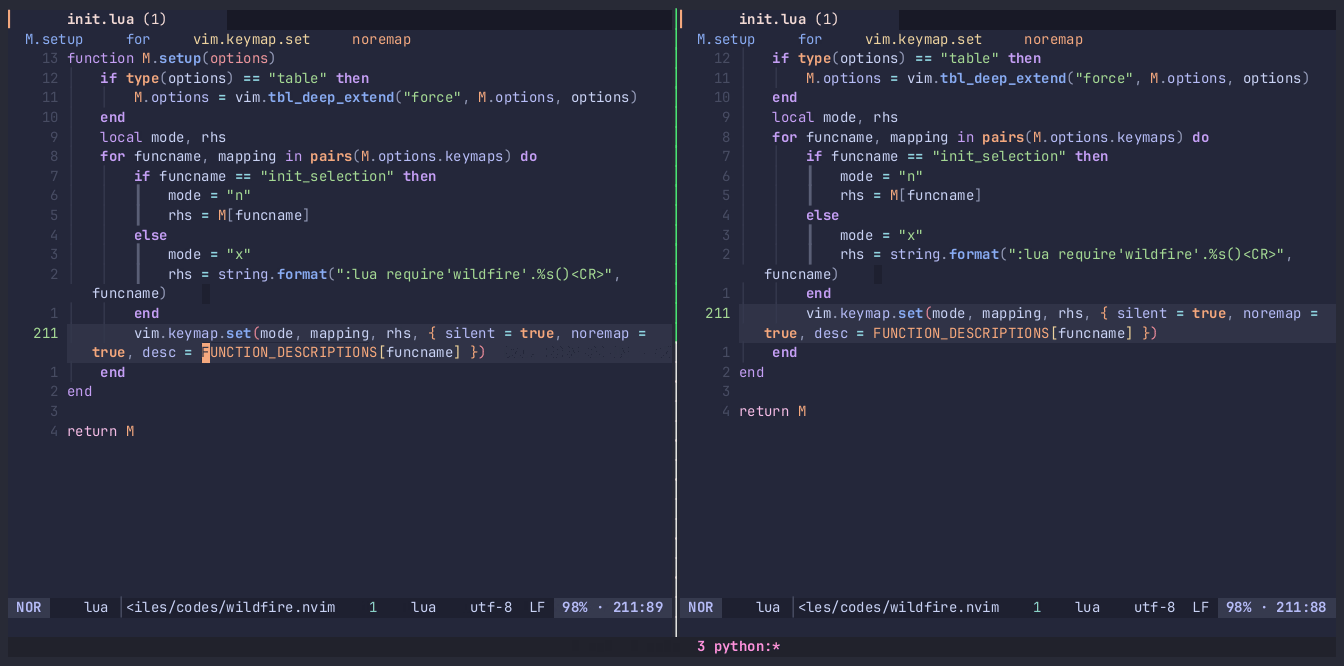 init.lua (1)
M.setup for vim.keymap.set noremap
13 function M.setup(options)
12 if type(options) == "table" then
11 M.options = vim.tbl_deep_extend("force", M.options, options)
10 end
9 local mode, rhs
8 for funcname, mapping in pairs(M.options.keymaps) do
7 if funcname == "init_selection" then
6 mode = "n"
5 rhs = M[funcname]
4 else
3 mode = "x"
2 rhs = string.format(":lua require'wildfire'.%s()<CR>",
funcname)
1 end
211 vim.keymap.set(mode, mapping, rhs, { silent = true, noremap =
true, desc = FUNCTION_DESCRIPTIONS[funcname] })
1 end
2 end
3
4 return M
NOR lua <iles/codes/wildfire.nvim 1 lua utf-8 LF 98% · 211:89
init.lua (1)
M.setup for vim.keymap.set noremap
12 if type(options) == "table" then
11 M.options = vim.tbl_deep_extend("force", M.options, options)
10 end
9 local mode, rhs
8 for funcname, mapping in pairs(M.options.keymaps) do
7 if funcname == "init_selection" then
6 mode = "n"
5 rhs = M[funcname]
4 else
3 mode = "x"
2 rhs = string.format(":lua require'wildfire'.%s()<CR>",
funcname)
1 end
211 vim.keymap.set(mode, mapping, rhs, { silent = true, noremap =
true, desc = FUNCTION_DESCRIPTIONS[funcname] })
1 end
2 end
3
4 return M
NOR lua <les/codes/wildfire.nvim 1 lua utf-8 LF 98% · 211:88
3 python:*